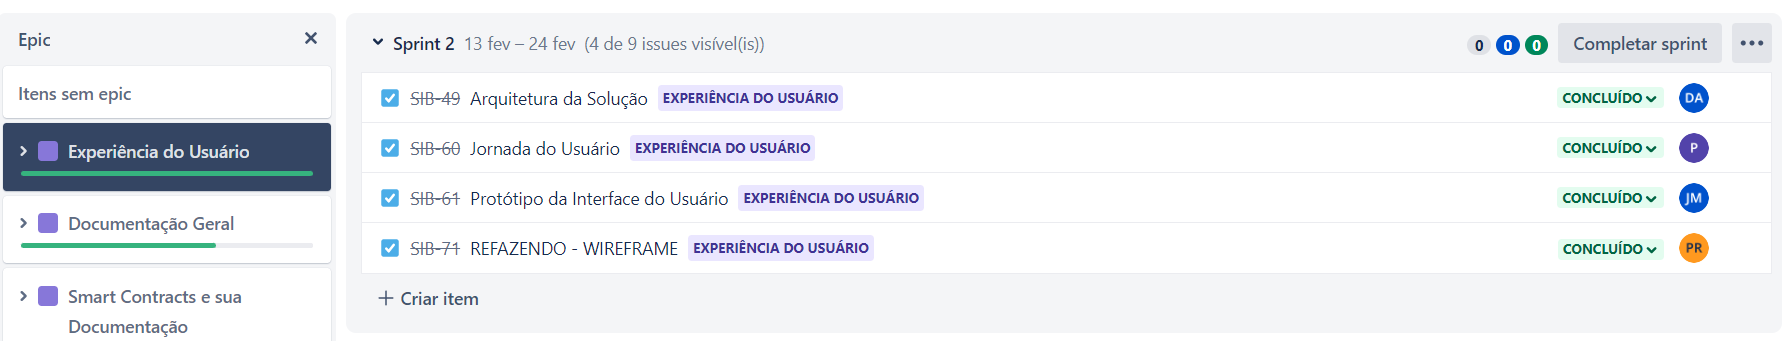 Epic
Itens sem epic
Experiência do Usuário
Documentação Geral
Smart Contracts e sua
Documentação
Sprint 2 13 fev – 24 fev (4 de 9 issues visível(is)) 0 0 0 Completar sprint
SIB-49 Arquitetura da Solução EXPERIÊNCIA DO USUÁRIO CONCLUÍDO DA
SIB-60 Jornada do Usuário EXPERIÊNCIA DO USUÁRIO CONCLUÍDO P
SIB-61 Protótipo da Interface do Usuário EXPERIÊNCIA DO USUÁRIO CONCLUÍDO JM
SIB-71 REFAZENDO - WIREFRAME EXPERIÊNCIA DO USUÁRIO CONCLUÍDO PR
+ Criar item